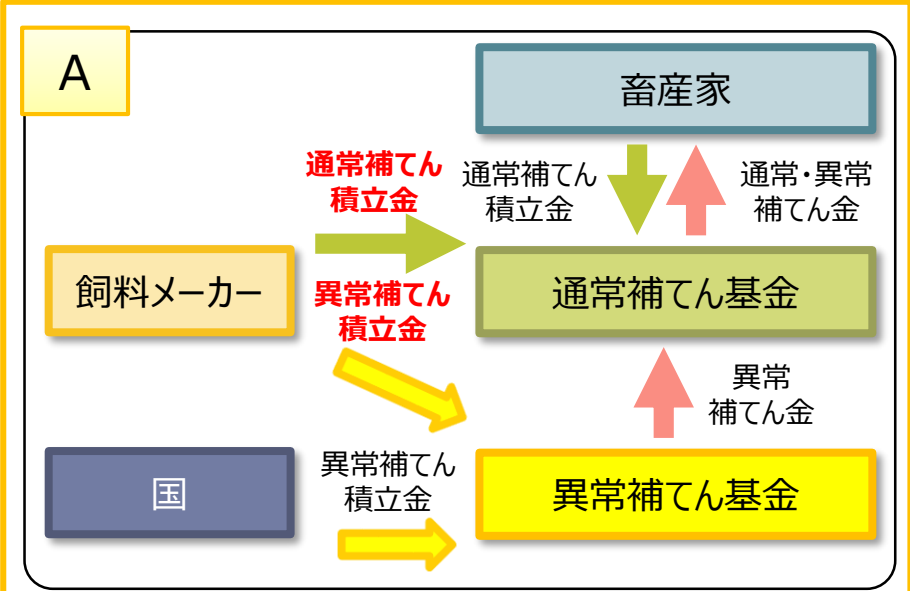 A
畜産家
通常補てん
積立金
通常補てん
積立金
通常・異常
補てん金
飼料メーカー
通常補てん基金
異常補てん
積立金
異常
補てん金
国
異常補てん
積立金
異常補てん基金